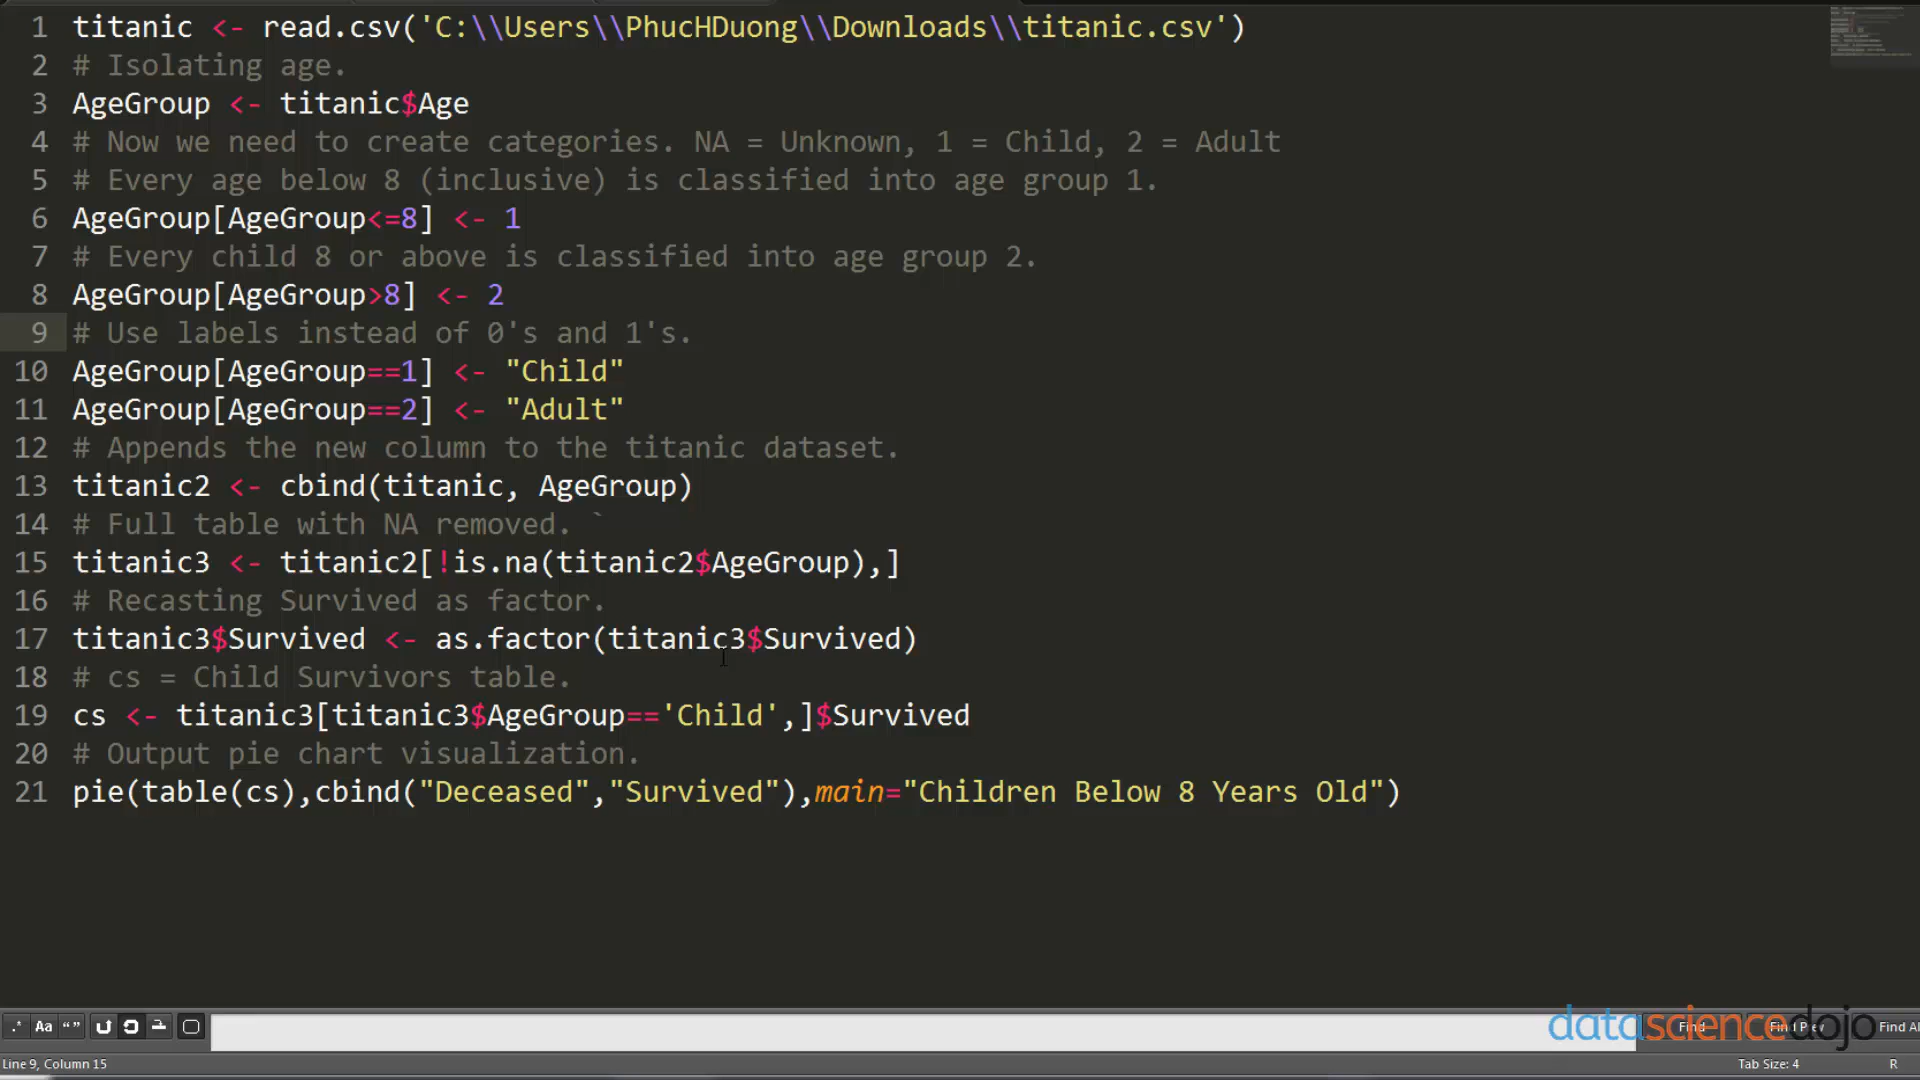 1 titanic <- read.csv('C:\\Users\\PhucHDuong\\Downloads\\titanic.csv')
2 # Isolating age.
3 AgeGroup <- titanic$Age
4 # Now we need to create categories. NA = Unknown, 1 = Child, 2 = Adult
5 # Every age below 8 (inclusive) is classified into age group 1.
6 AgeGroup[AgeGroup<=8] <- 1
7 # Every child 8 or above is classified into age group 2.
8 AgeGroup[AgeGroup>8] <- 2
9 # Use labels instead of 0's and 1's.
10 AgeGroup[AgeGroup==1] <- "Child"
11 AgeGroup[AgeGroup==2] <- "Adult"
12 # Appends the new column to the titanic dataset.
13 titanic2 <- cbind(titanic, AgeGroup)
14 # Full table with NA removed. `
15 titanic3 <- titanic2[!is.na(titanic2$AgeGroup),]
16 # Recasting Survived as factor.
17 titanic3$Survived <- as.factor(titanic3$Survived)
18 # cs = Child Survivors table.
19 cs <- titanic3[titanic3$AgeGroup=='Child',]$Survived
20 # Output pie chart visualization.
21 pie(table(cs),cbind("Deceased","Survived"),main="Children Below 8 Years Old")
.* Aa “” Find Find Prev Find Al
datasciencedojo
Line 9, Column 15 Tab Size: 4 R